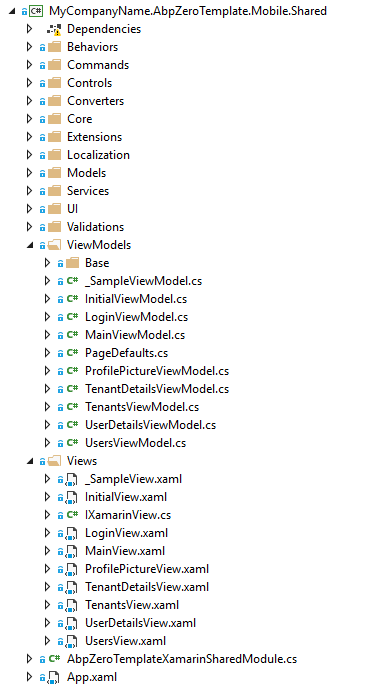 MyCompanyName.AbpZeroTemplate.Mobile.Shared
Dependencies
Behaviors
Commands
Controls
Converters
Core
Extensions
Localization
Models
Services
UI
Validations
ViewModels
Base
C# _SampleViewModel.cs
C# InitialViewModel.cs
C# LoginViewModel.cs
C# MainViewModel.cs
C# PageDefaults.cs
C# ProfilePictureViewModel.cs
C# TenantDetailsViewModel.cs
C# TenantsViewModel.cs
C# UserDetailsViewModel.cs
C# UsersViewModel.cs
Views
_SampleView.xaml
InitialView.xaml
C# IXamarinView.cs
LoginView.xaml
MainView.xaml
ProfilePictureView.xaml
TenantDetailsView.xaml
TenantsView.xaml
UserDetailsView.xaml
UsersView.xaml
C# AbpZeroTemplateXamarinSharedModule.cs
App.xaml